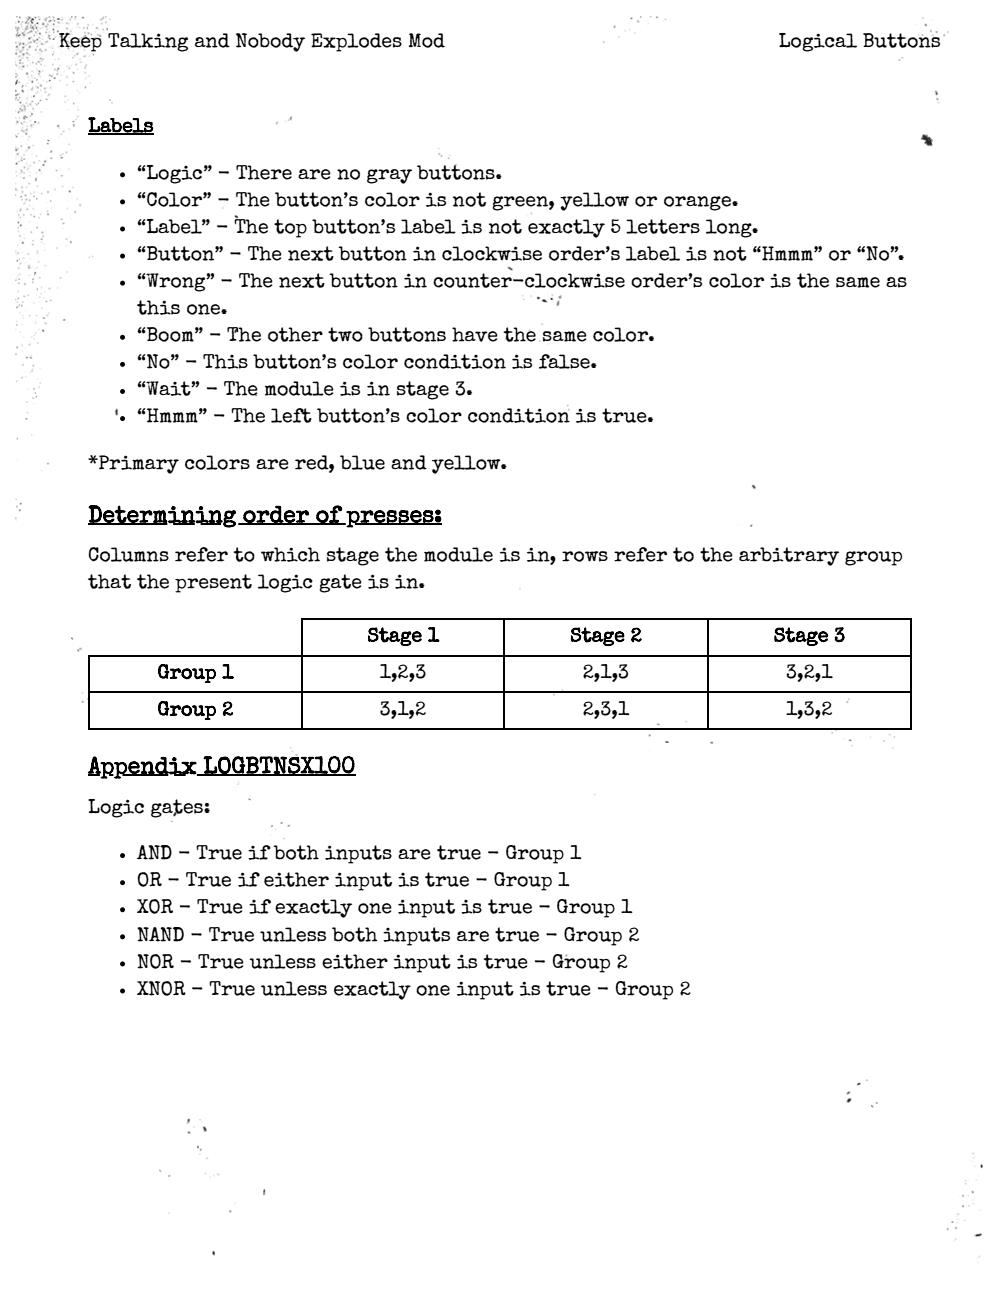 Keep Talking and Nobody Explodes Mod Logical Buttons
Labels
• “Logic” – There are no gray buttons.
• “Color” – The button’s color is not green, yellow or orange.
• “Label” – The top button’s label is not exactly 5 letters long.
• “Button” – The next button in clockwise order’s label is not “Hmmm” or “No”.
• “Wrong” – The next button in counter-clockwise order’s color is the same as
this one.
• “Boom” – The other two buttons have the same color.
• “No” – This button’s color condition is false.
• “Wait” – The module is in stage 3.
• “Hmmm” – The left button’s color condition is true.
*Primary colors are red, blue and yellow.
Determining order of presses:
Columns refer to which stage the module is in, rows refer to the arbitrary group
that the present logic gate is in.
Stage 1 Stage 2 Stage 3
Group 1 1,2,3 2,1,3 3,2,1
Group 2 3,1,2 2,3,1 1,3,2
Appendix LOGBTNSX100
Logic gates:
• AND – True if both inputs are true – Group 1
• OR – True if either input is true – Group 1
• XOR – True if exactly one input is true – Group 1
• NAND – True unless both inputs are true – Group 2
• NOR – True unless either input is true – Group 2
• XNOR – True unless exactly one input is true – Group 2